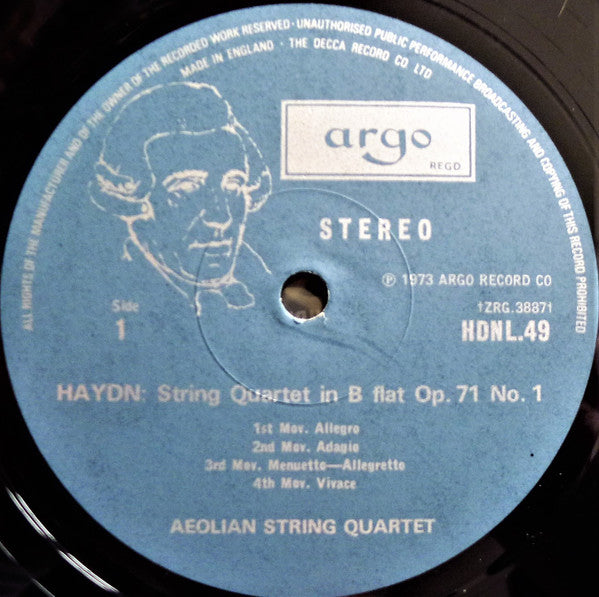 ALL RIGHTS OF THE MANUFACTURER AND OF THE OWNER OF THE RECORDED WORK RESERVED · UNAUTHORISED PUBLIC PERFORMANCE BROADCASTING AND COPYING OF THIS RECORD PROHIBITED
MADE IN ENGLAND · THE DECCA RECORD CO LTD
argo
REGD.
STEREO
℗ 1973 ARGO RECORD CO
Side
1
†ZRG.3887†
HDNL.49
HAYDN: String Quartet in B flat Op. 71 No. 1
1st Mov. Allegro
2nd Mov. Adagio
3rd Mov. Menuetto—Allegretto
4th Mov. Vivace
AEOLIAN STRING QUARTET